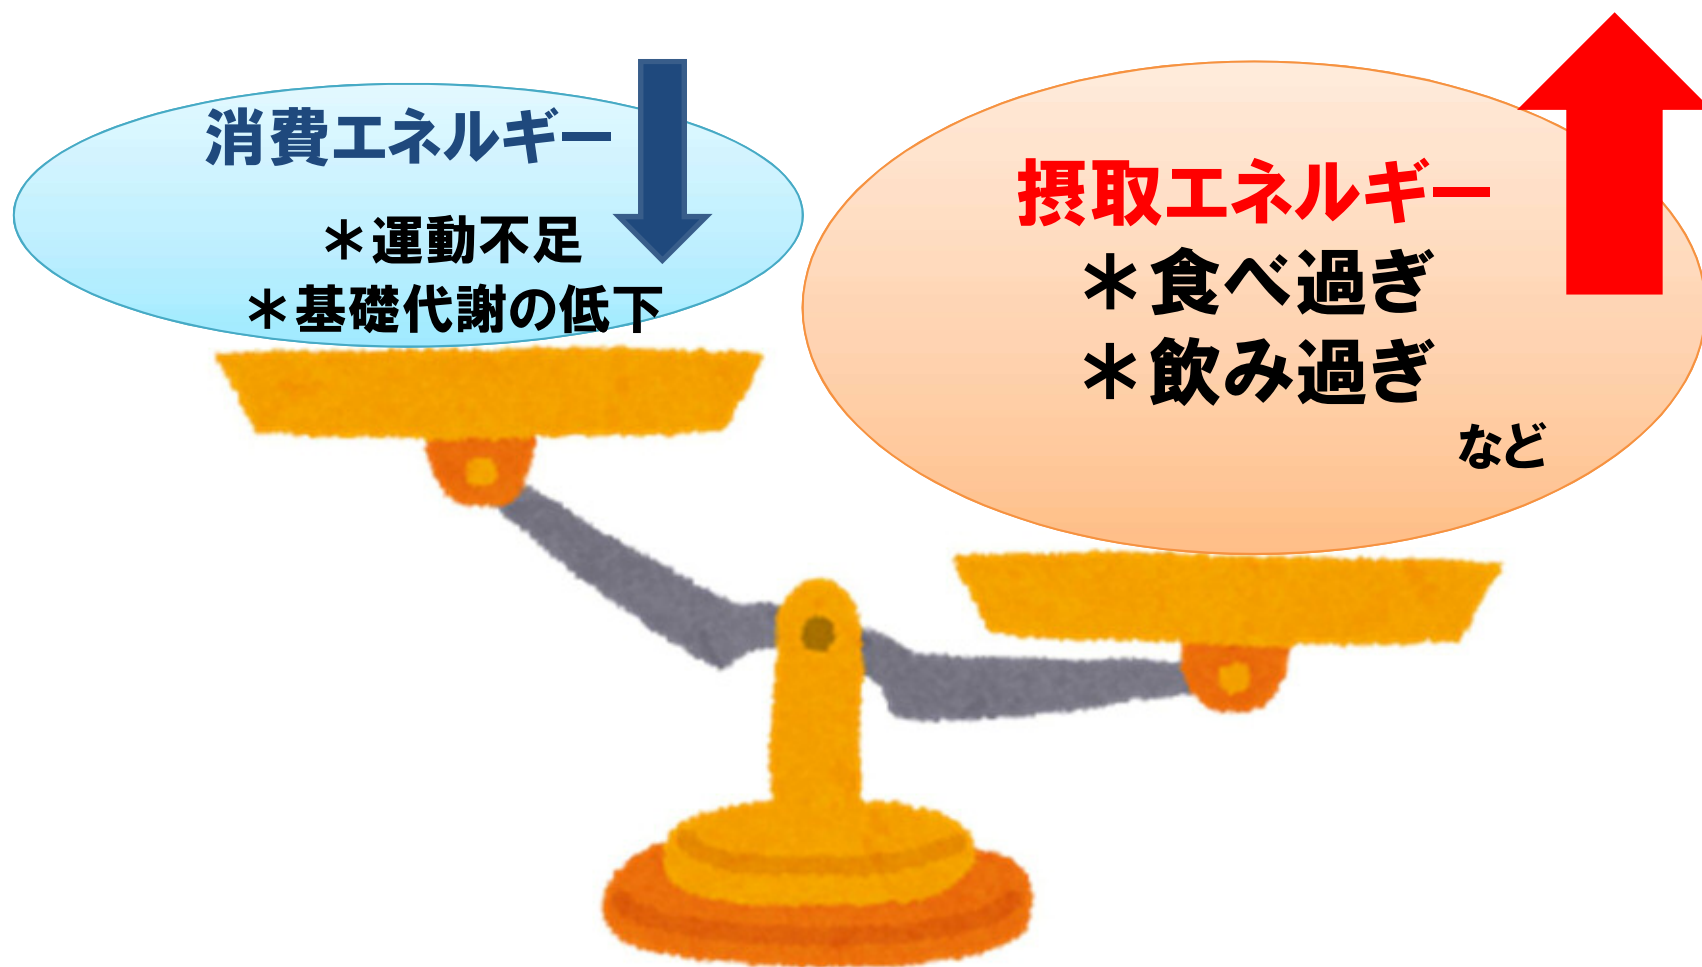 消費エネルギー
＊運動不足
＊基礎代謝の低下
摂取エネルギー
＊食べ過ぎ
＊飲み過ぎ
など